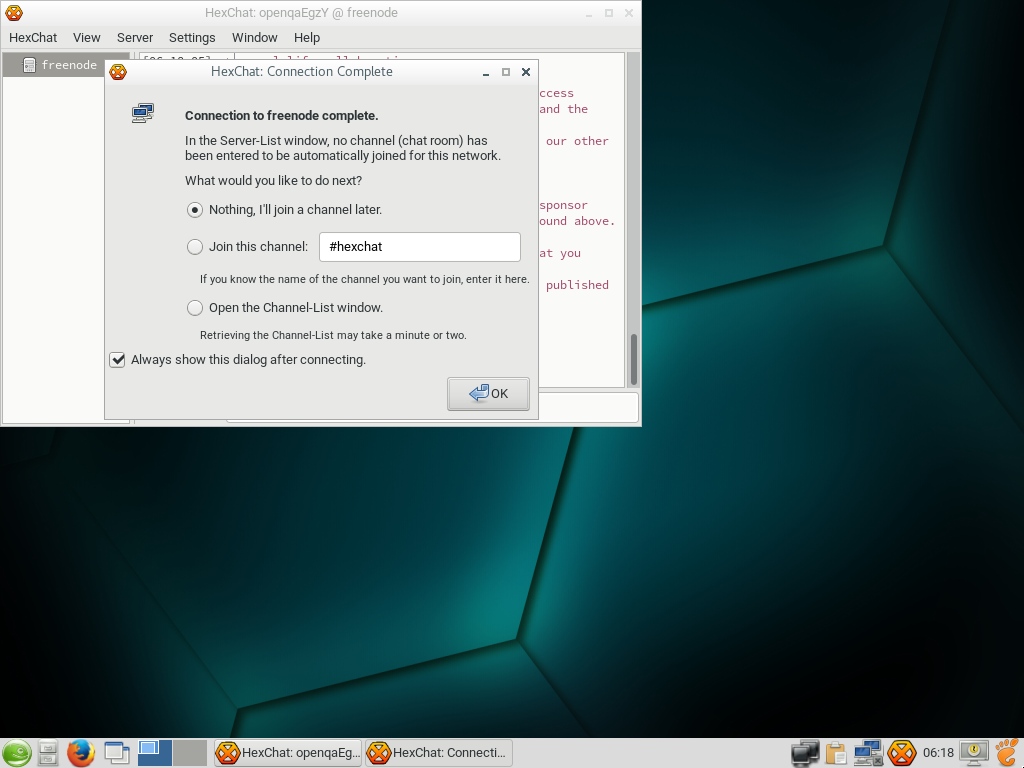 HexChat: openqaEgzY @ freenode
HexChat View Server Settings Window Help
freenode
HexChat: Connection Complete
ccess
and the
our other
sponsor
ound above.
at you
published
Connection to freenode complete.
In the Server-List window, no channel (chat room) has
been entered to be automatically joined for this network.
What would you like to do next?
Nothing, I'll join a channel later.
Join this channel: #hexchat
If you know the name of the channel you want to join, enter it here.
Open the Channel-List window.
Retrieving the Channel-List may take a minute or two.
Always show this dialog after connecting.
OK
HexChat: openqaEg... HexChat: Connecti... 06:18